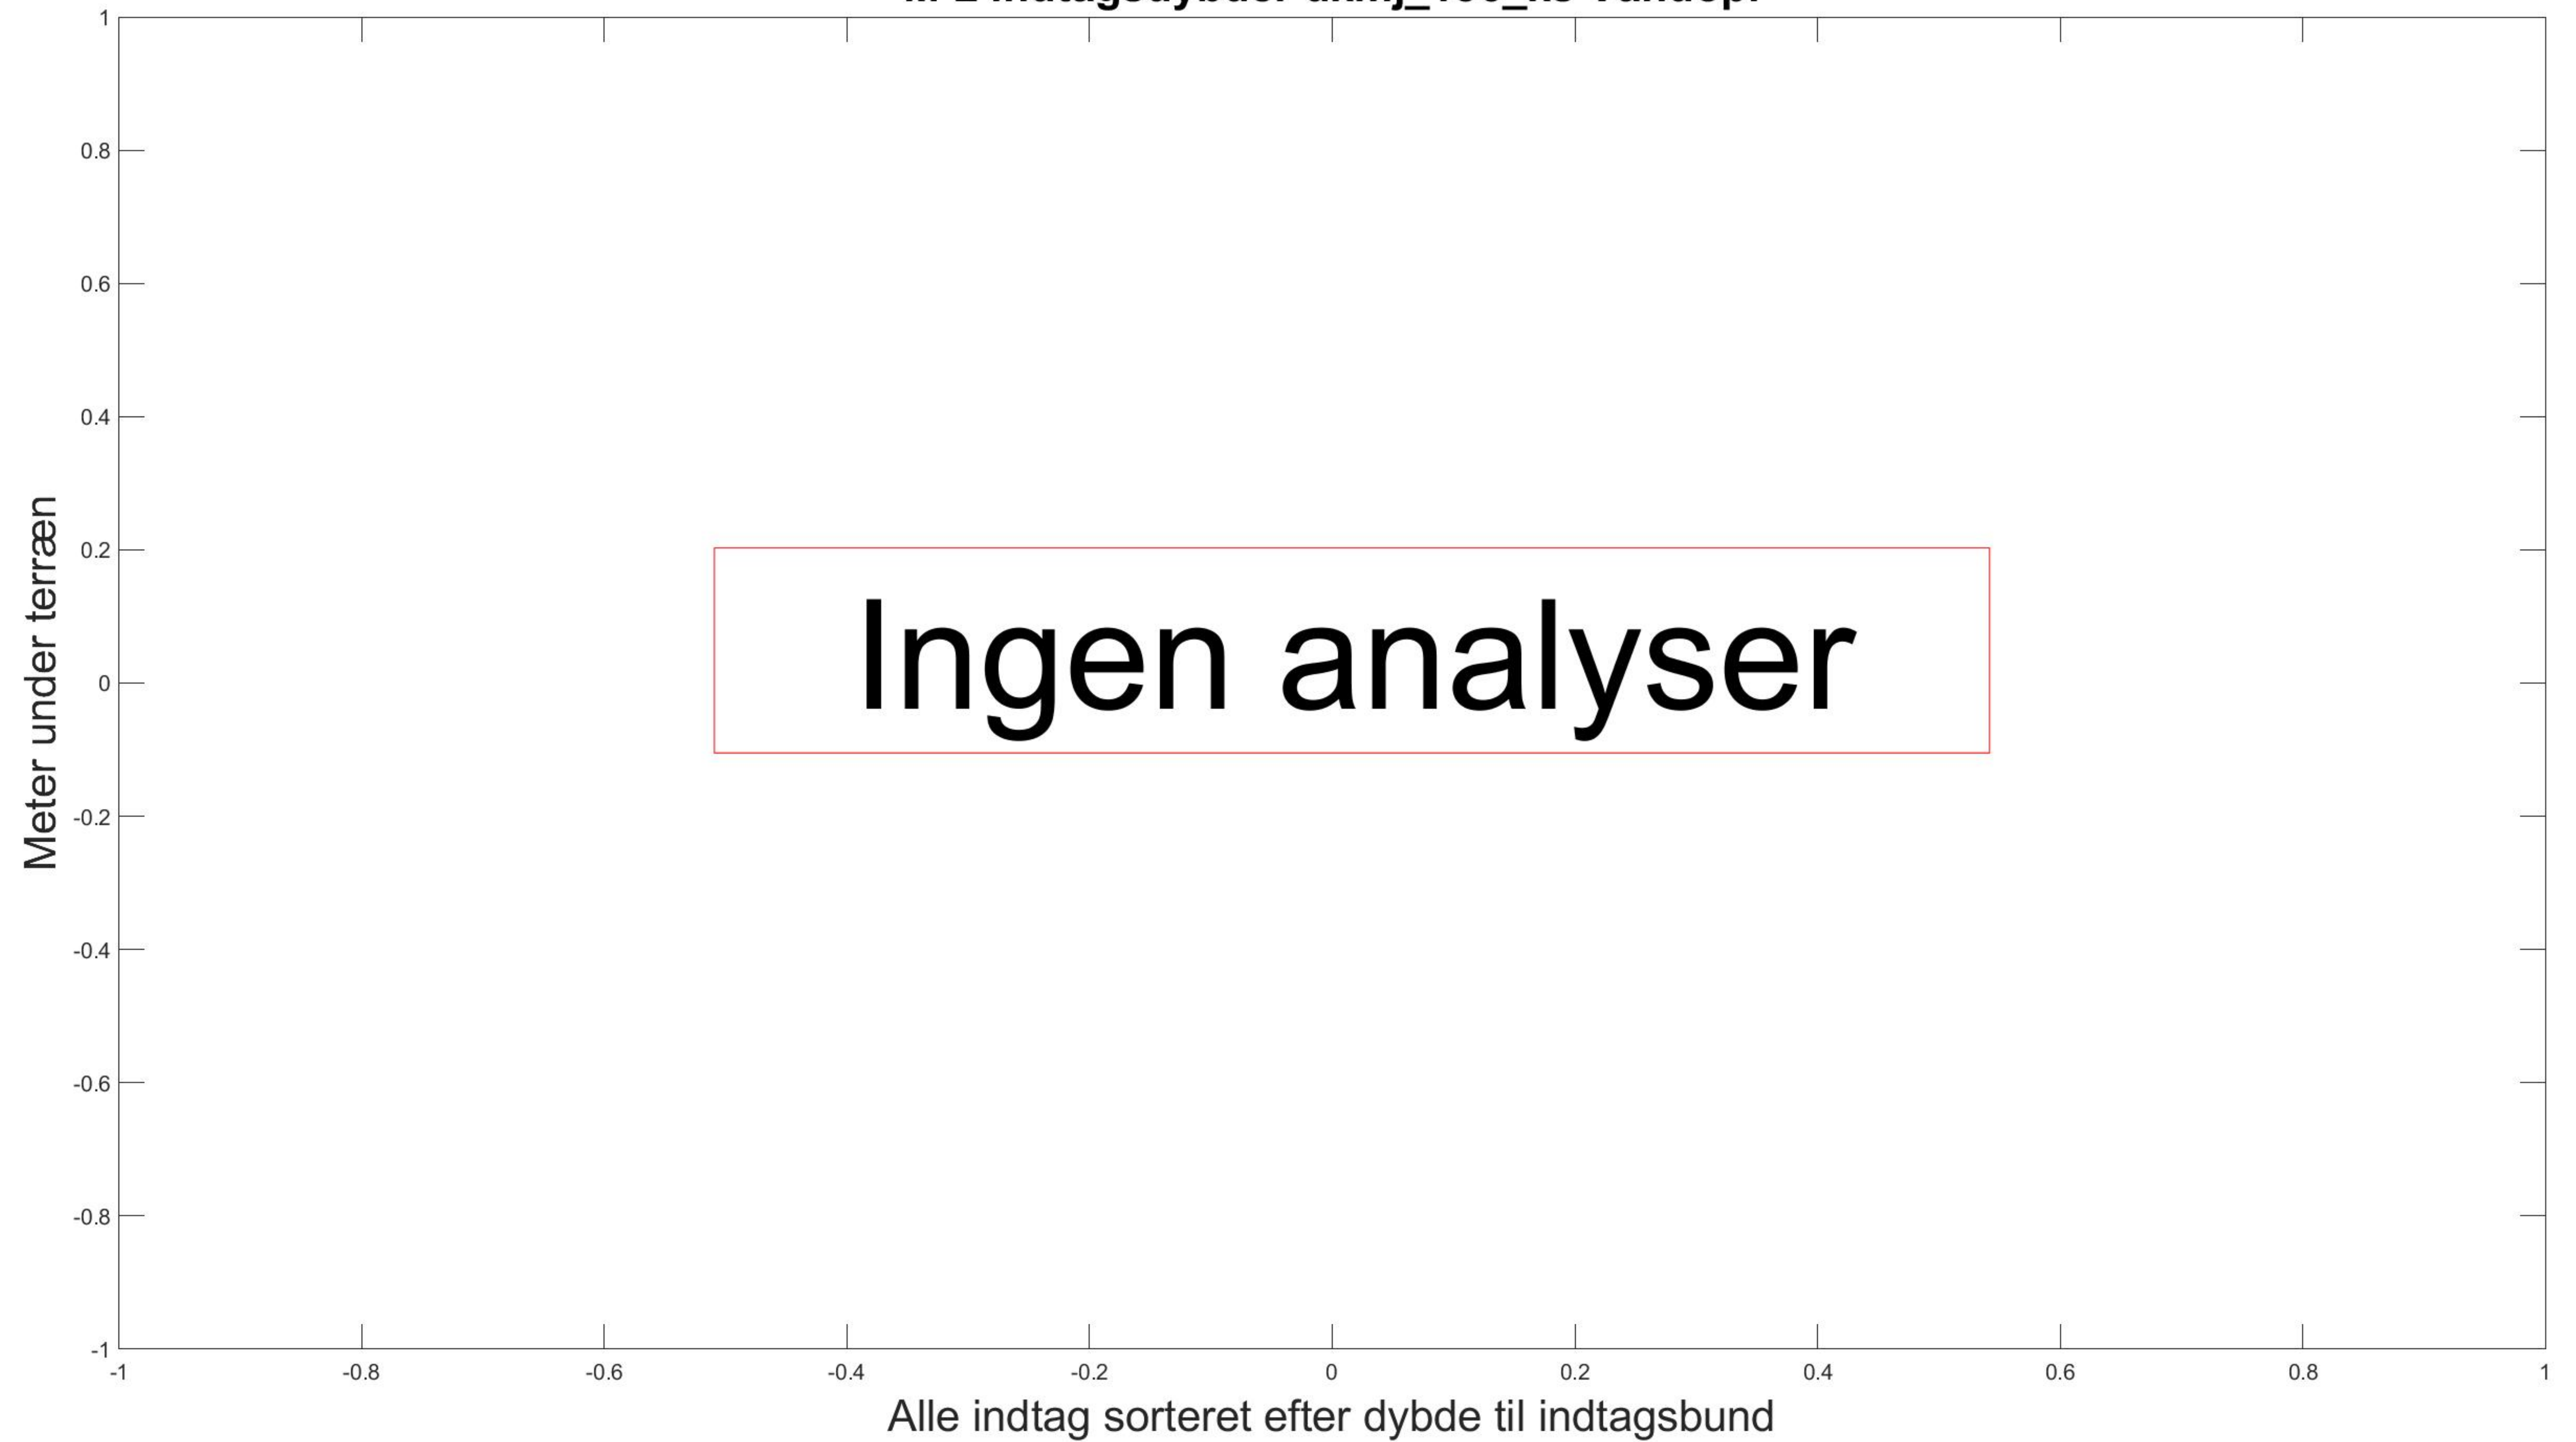 Indtagsdybder
1
0.8
0.6
0.4
0.2
0
-0.2
-0.4
-0.6
-0.8
-1
Meter under terræn
Ingen analyser
-1 -0.8 -0.6 -0.4 -0.2 0 0.2 0.4 0.6 0.8 1
Alle indtag sorteret efter dybde til indtagsbund